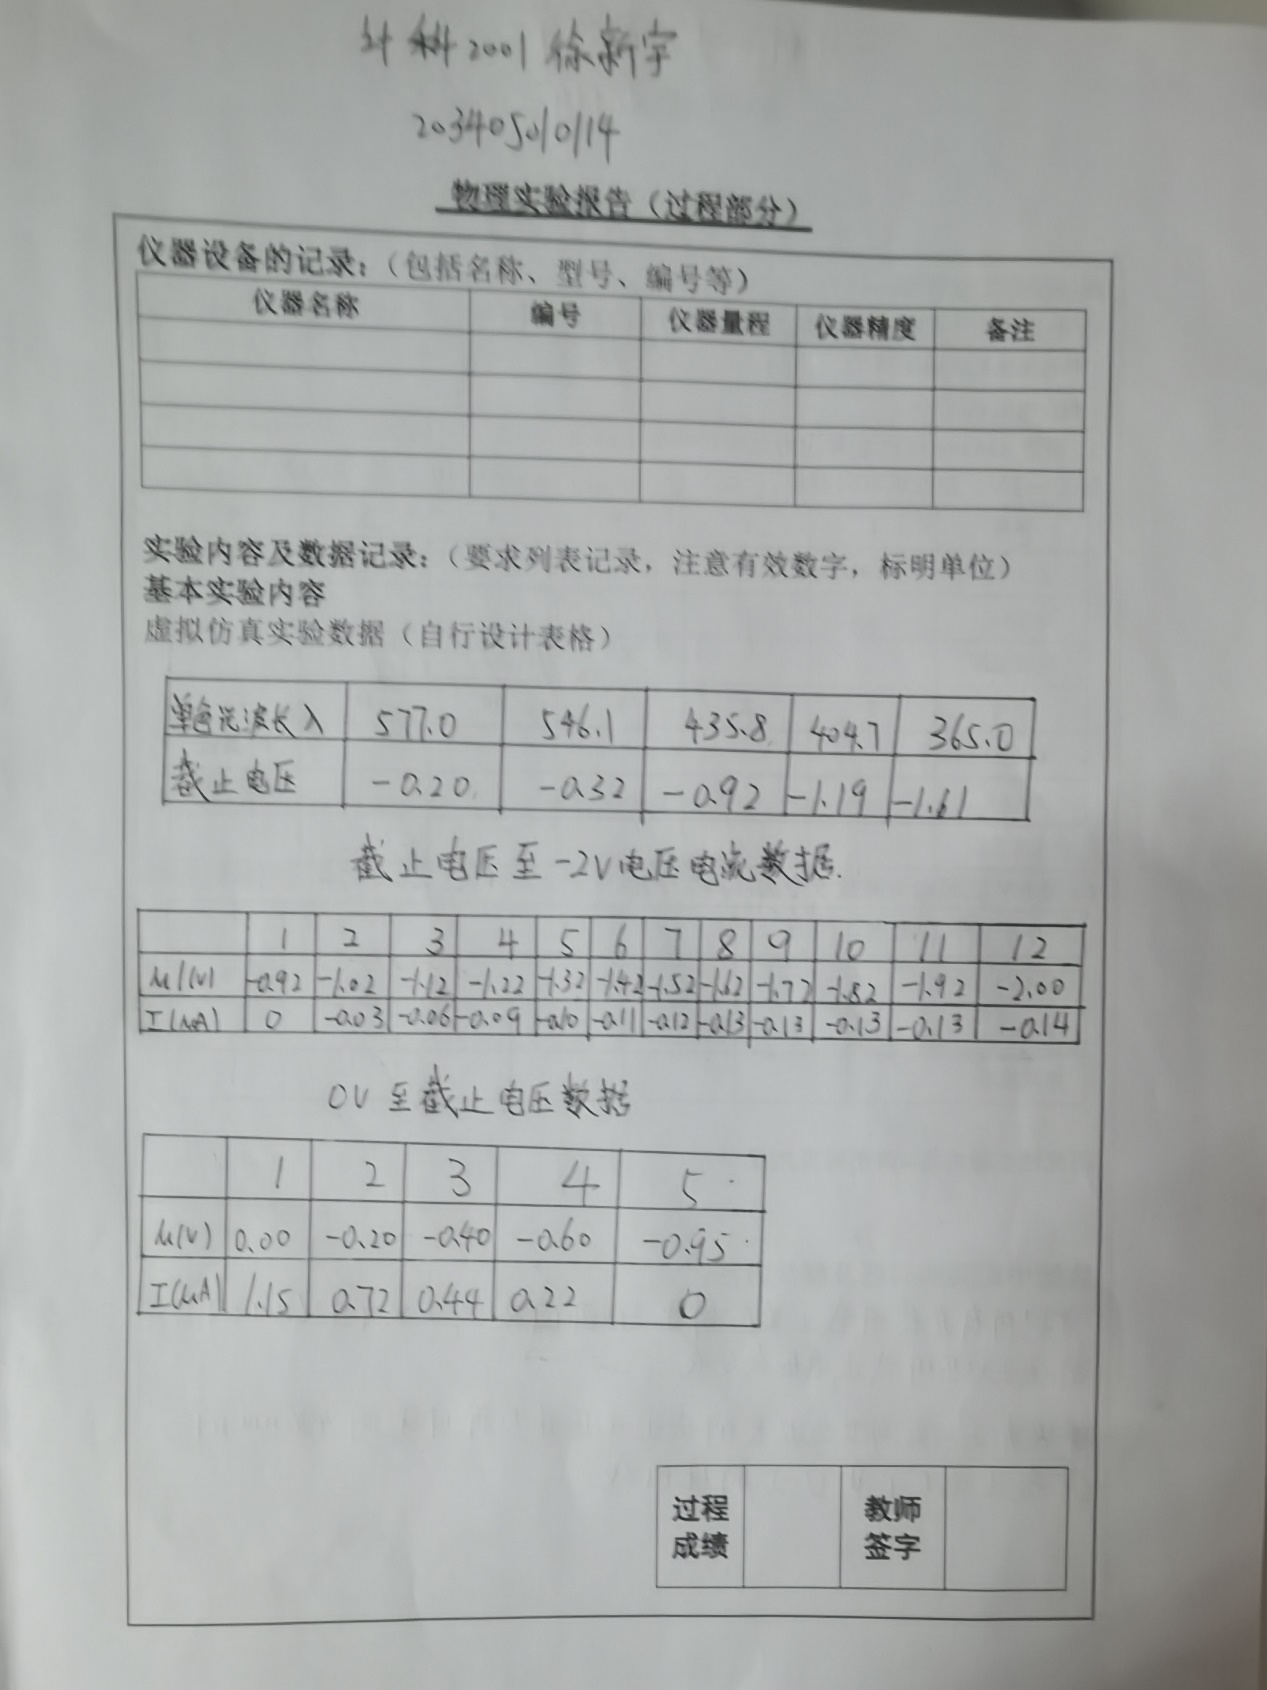 计科2001 徐新宇
203405010114
物理实验报告（过程部分）
仪器设备的记录：（包括名称、型号、编号等）
仪器名称 编号 仪器量程 仪器精度 备注
实验内容及数据记录：（要求列表记录，注意有效数字，标明单位）
基本实验内容
虚拟仿真实验数据（自行设计表格）
单色光波长λ 577.0 546.1 435.8 404.7 365.0
截止电压 -0.20 -0.32 -0.92 -1.19 -1.61
截止电压至-2V电压电流数据.
1 2 3 4 5 6 7 8 9 10 11 12
U(V) -0.92 -1.02 -1.12 -1.22 -1.32 -1.42 -1.52 -1.62 -1.72 -1.82 -1.92 -2.00
I(μA) 0 -0.03 -0.06 -0.09 -0.10 -0.11 -0.12 -0.13 -0.13 -0.13 -0.13 -0.14
0V至截止电压数据
1 2 3 4 5
U(V) 0.00 -0.20 -0.40 -0.60 -0.95
I(μA) 1.15 0.72 0.44 0.22 0
过程成绩 教师签字